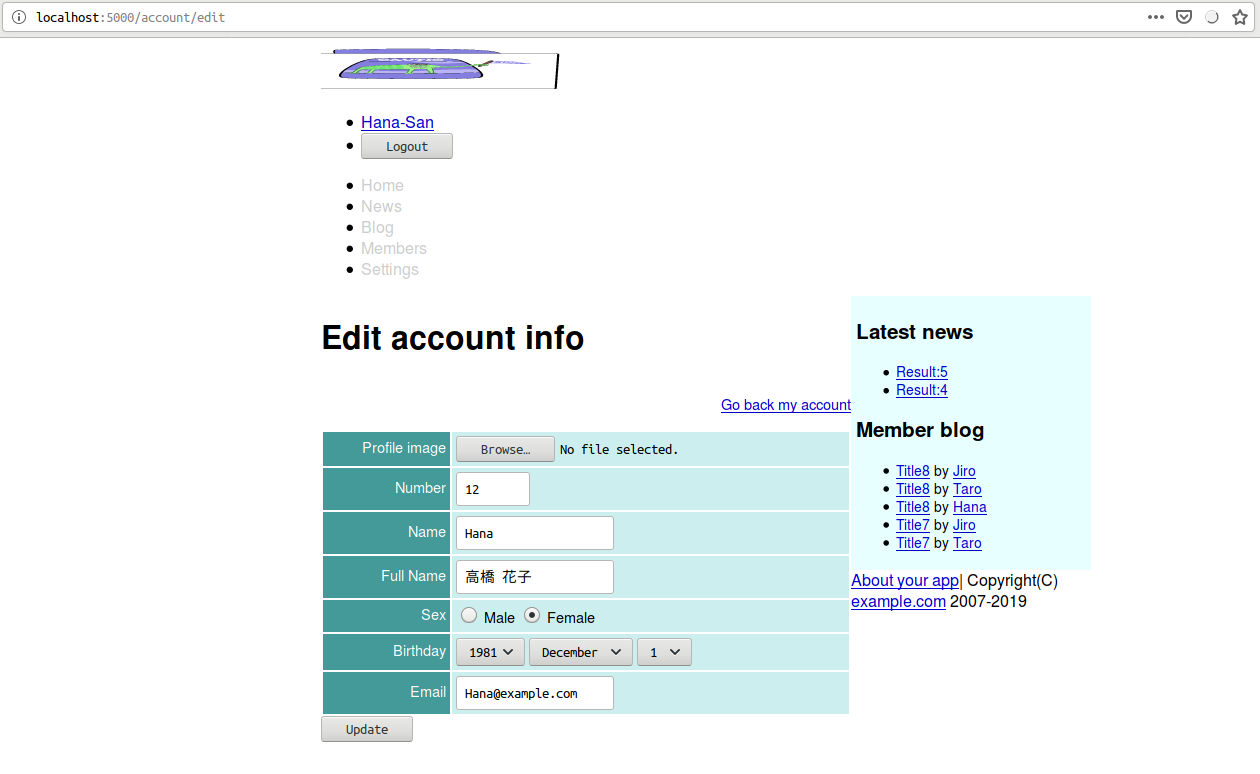 localhost:5000/account/edit
Hana-San
Logout
Home
News
Blog
Members
Settings
Edit account info
Go back my account
Profile image Browse… No file selected.
Number 12
Name Hana
Full Name 高橋 花子
Sex Male Female
Birthday 1981 December 1
Email Hana@example.com
Update
Latest news
Result:5
Result:4
Member blog
Title8 by Jiro
Title8 by Taro
Title8 by Hana
Title7 by Jiro
Title7 by Taro
About your app| Copyright(C)
example.com 2007-2019